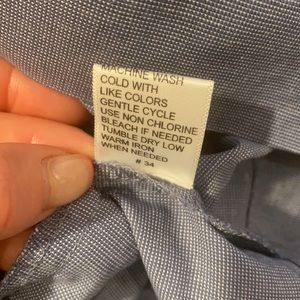 MACHINE WASH
COLD WITH
LIKE COLORS
GENTLE CYCLE
USE NON CHLORINE
BLEACH IF NEEDED
TUMBLE DRY LOW
WARM IRON
WHEN NEEDED
# 34